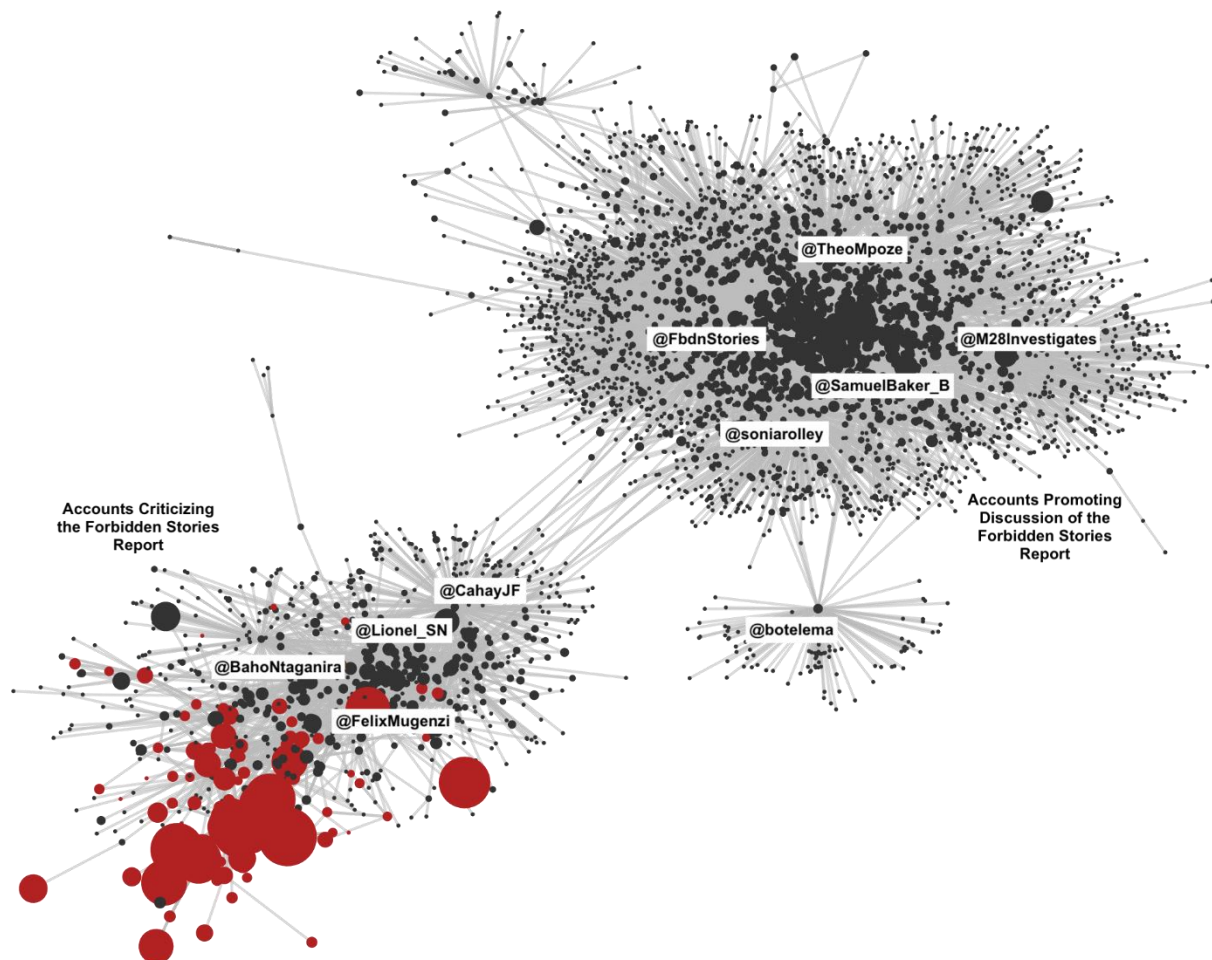 @TheoMpoze
@FbdnStories
@M28Investigates
@SamuelBaker_B
@soniarolley
Accounts Criticizing
the Forbidden Stories
Report
Accounts Promoting
Discussion of the
Forbidden Stories
Report
@CahayJF
@Lionel_SN
@botelema
@BahoNtaganira
@FelixMugenzi